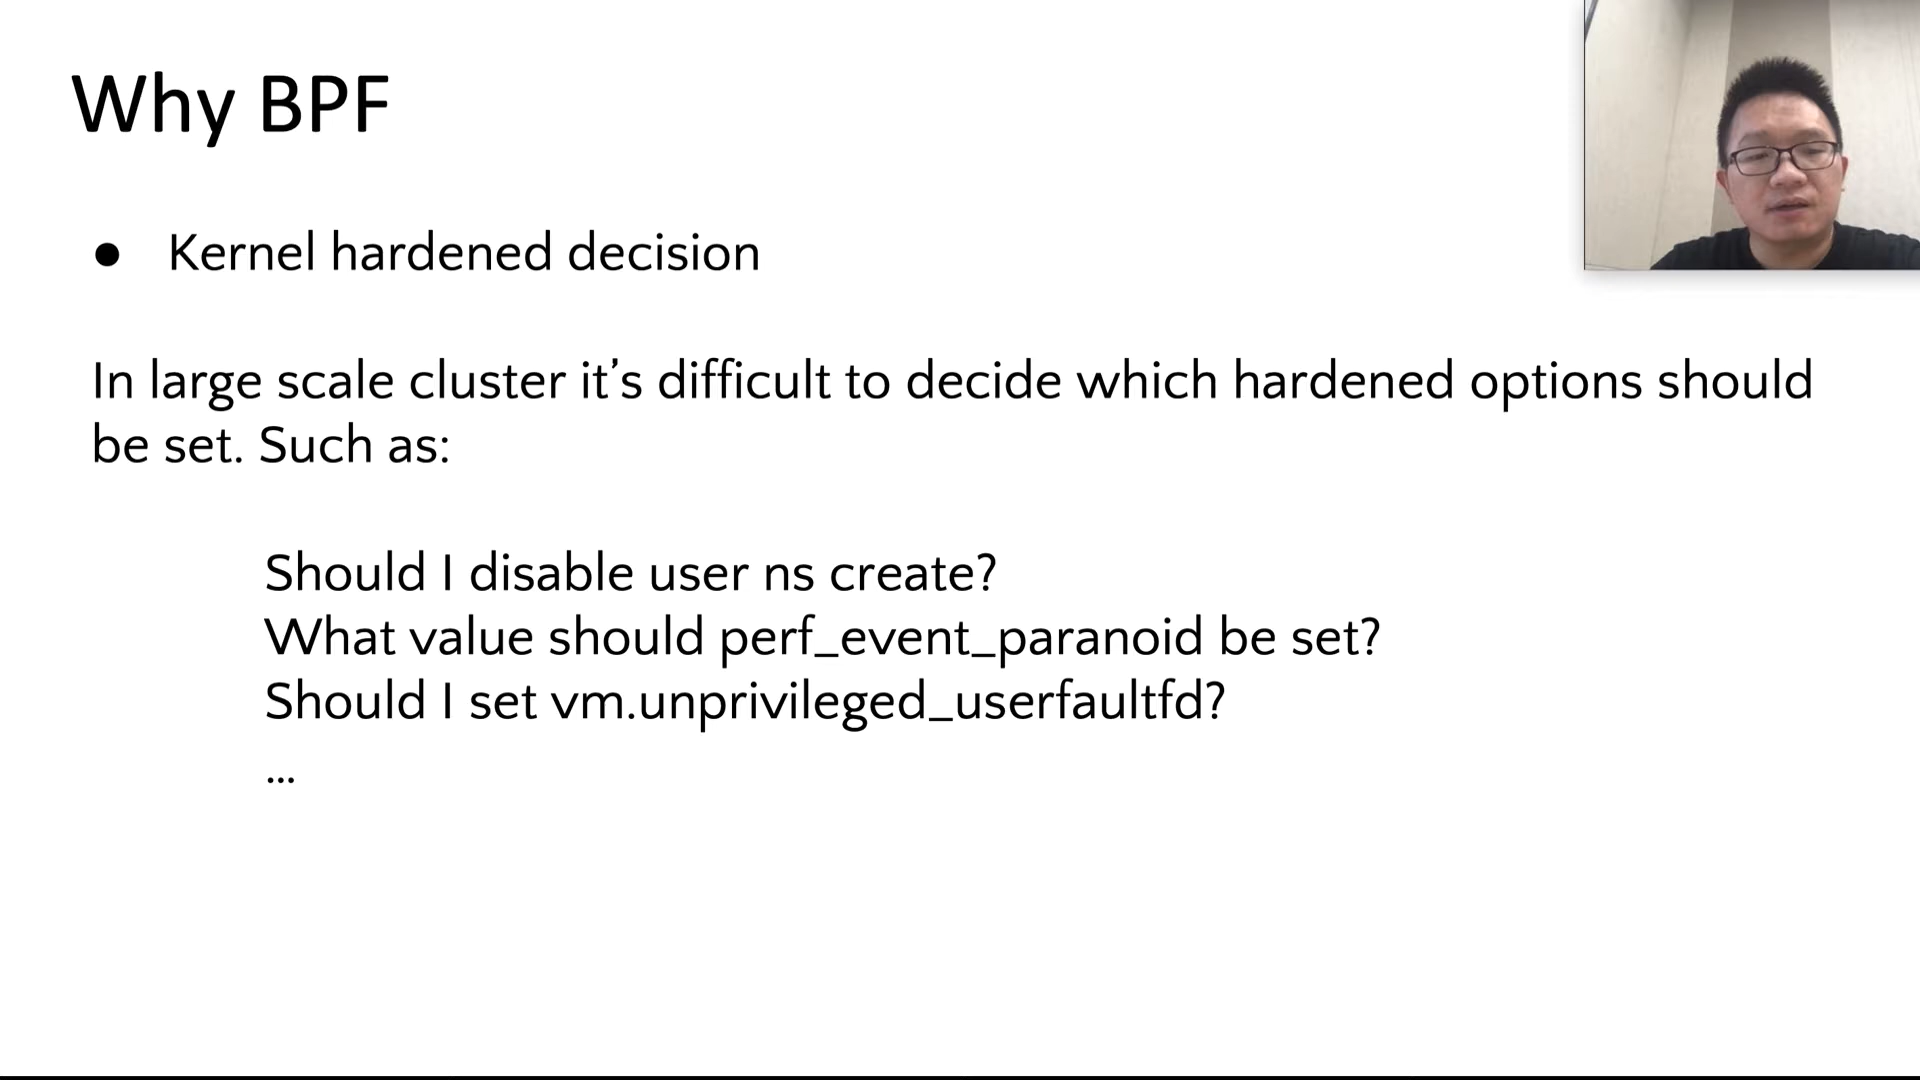 Why BPF
● Kernel hardened decision
In large scale cluster it’s difficult to decide which hardened options should
be set. Such as:
Should I disable user ns create?
What value should perf_event_paranoid be set?
Should I set vm.unprivileged_userfaultfd?
...